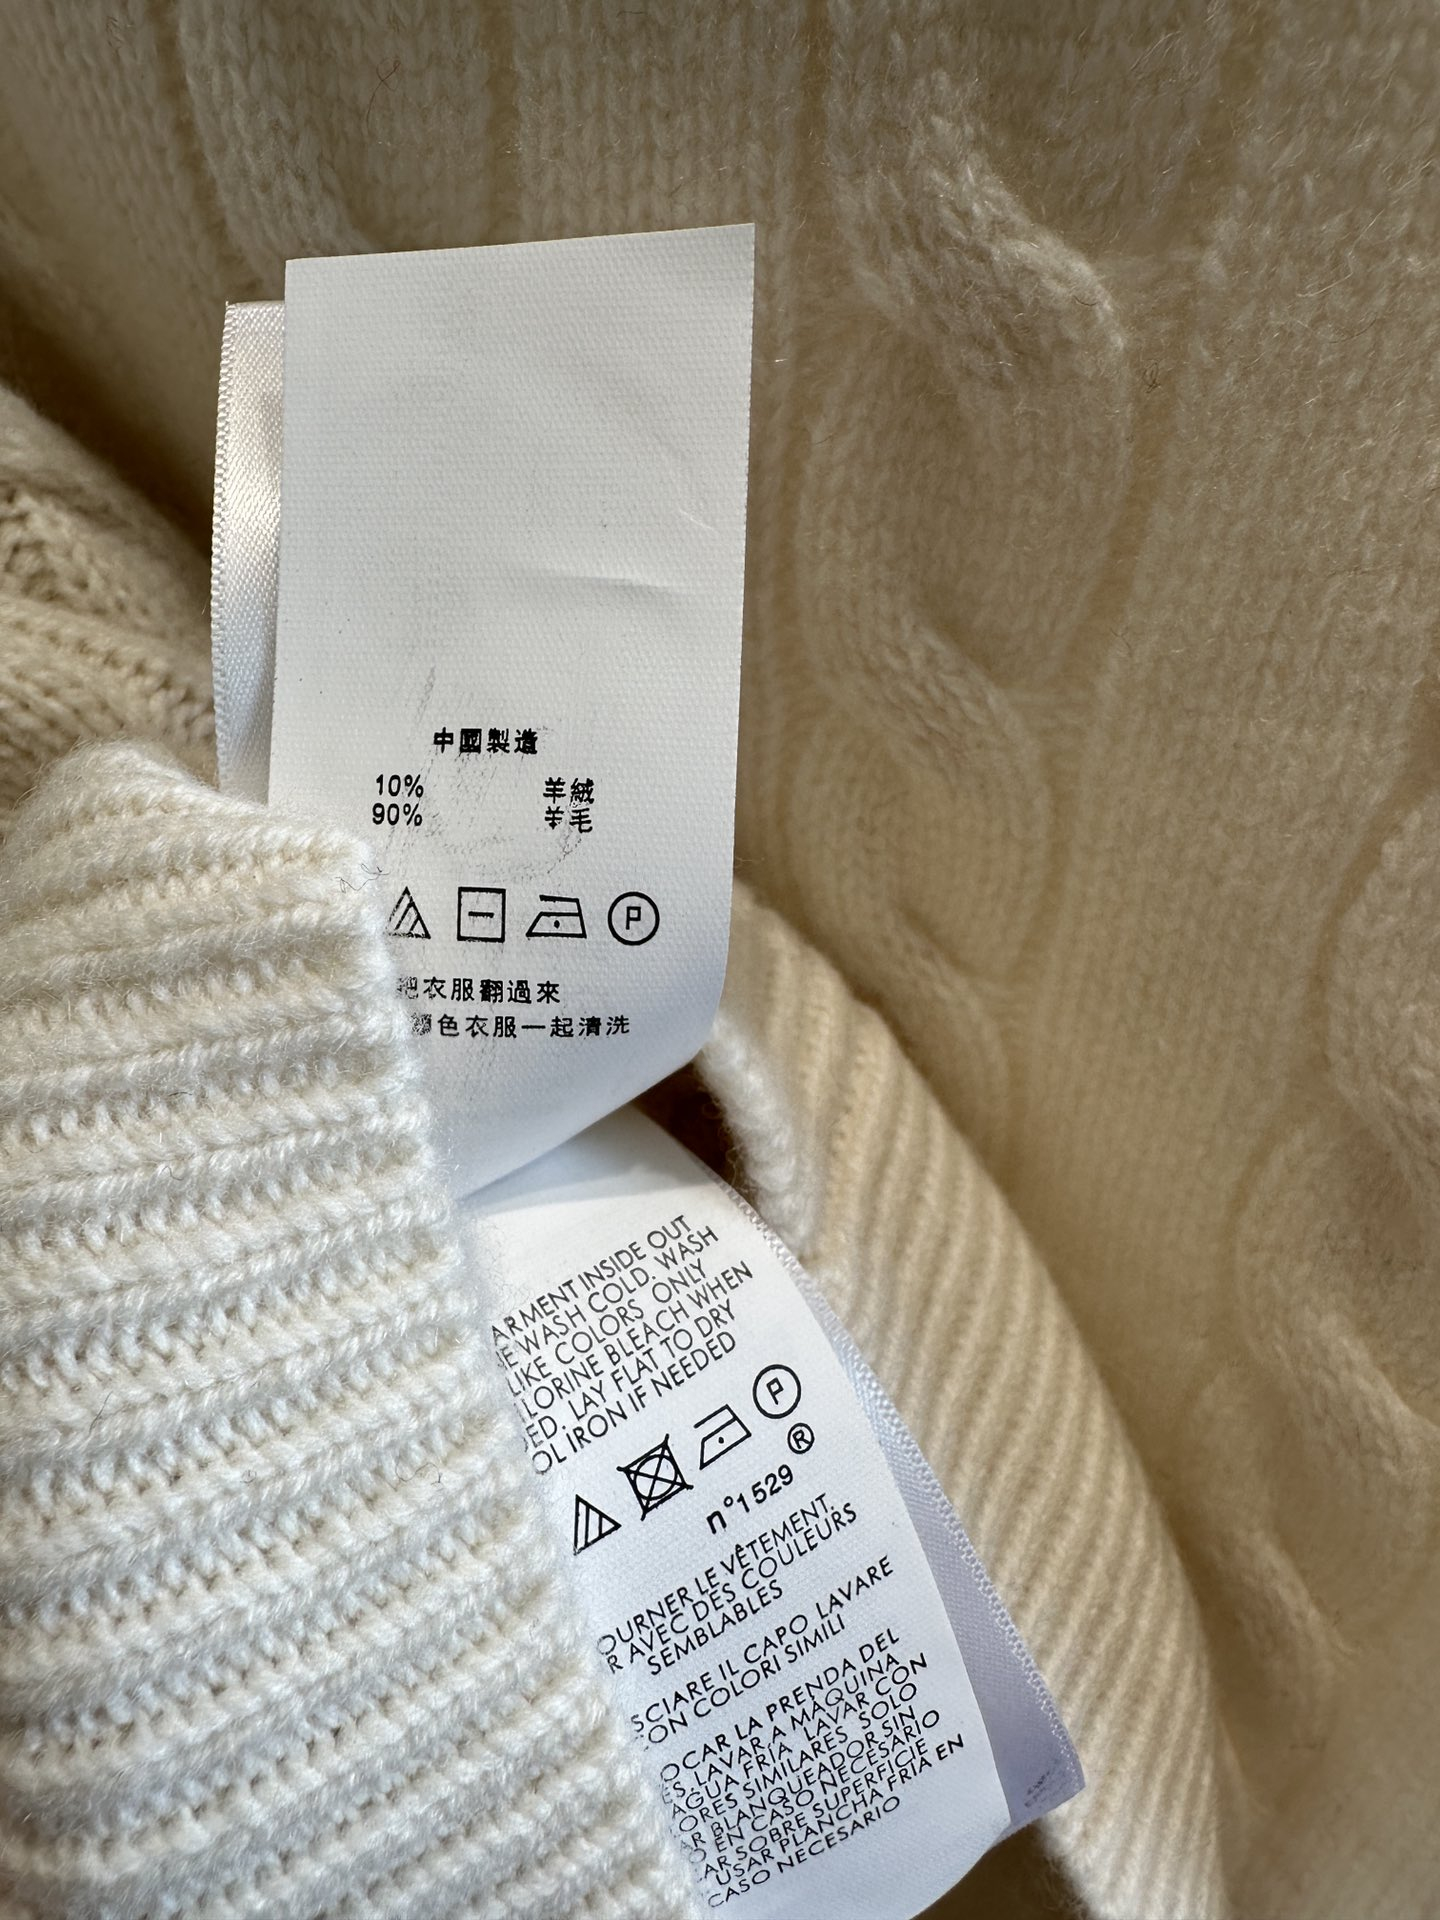 中國製造
10% 羊絨
90% 羊毛
P
把衣服翻過來
色衣服一起清洗
ARMENT INSIDE OUT
E WASH COLD. WASH
LIKE COLORS ONLY
LORINE BLEACH WHEN
ED. LAY FLAT TO DRY
OL IRON IF NEEDED
P
®
n°1529
OURNER LE VÊTEMENT.
R AVEC DES COULEURS
SEMBLABLES
SCIARE IL CAPO LAVARE
ON COLORI SIMILI
OCAR LA PRENDA DEL
ES. LAVAR A MÁQUINA
AGUA FRÍA LAVAR CON
ORES SIMILARES SOLO
AR BLANQUEADOR SIN
O EN CASO NECESARIO
AR SOBRE SUPERFICIE
USAR PLANCHA FRÍA EN
CASO NECESARIO